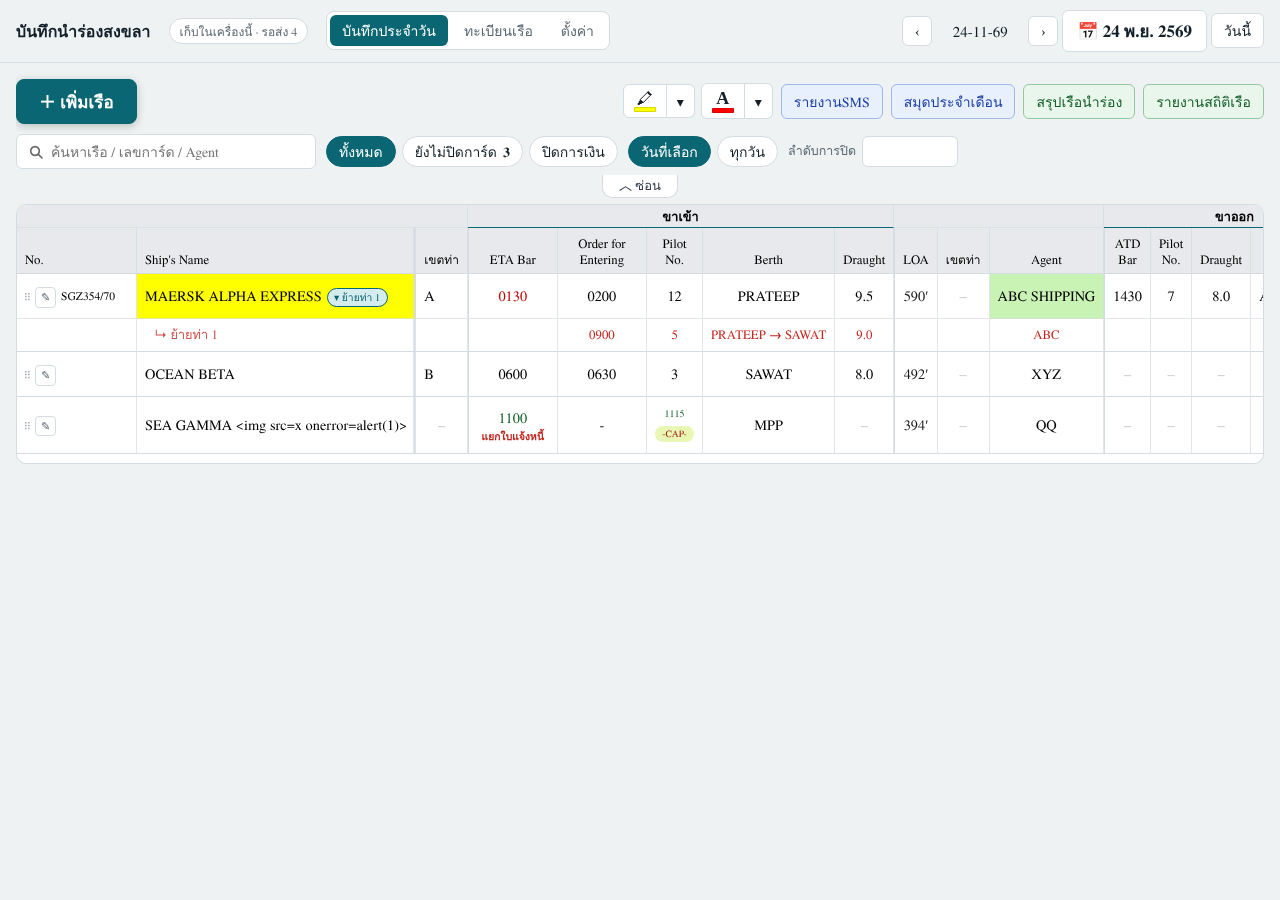 บันทึกนำร่องสงขลา เก็บในเครื่องนี้ · รอส่ง 4 บันทึกประจำวัน ทะเบียนเรือ ตั้งค่า ‹ 24-11-69 › 📅 24 พ.ย. 2569 วันนี้
+ เพิ่มเรือ A ▾ รายงานSMS สมุดประจำเดือน สรุปเรือนำร่อง รายงานสถิติเรือ
ค้นหาเรือ / เลขการ์ด / Agent ทั้งหมด ยังไม่ปิดการ์ด 3 ปิดการเงิน วันที่เลือก ทุกวัน ลำดับการปิด
︿ ซ่อน
ขาเข้า ขาออก
No. Ship's Name เขตท่า ETA Bar Order for Entering Pilot No. Berth Draught LOA เขตท่า Agent ATD Bar Pilot No. Draught
⠿ ✎ SGZ354/70 MAERSK ALPHA EXPRESS ▾ ย้ายท่า 1 A 0130 0200 12 PRATEEP 9.5 590′ – ABC SHIPPING 1430 7 8.0
↳ ย้ายท่า 1 0900 5 PRATEEP → SAWAT 9.0 ABC
⠿ ✎ OCEAN BETA B 0600 0630 3 SAWAT 8.0 492′ – XYZ – – –
⠿ ✎ SEA GAMMA <img src=x onerror=alert(1)> – 1100 แยกใบแจ้งหนี้ - 1115 -CAP- MPP – 394′ – QQ – – –